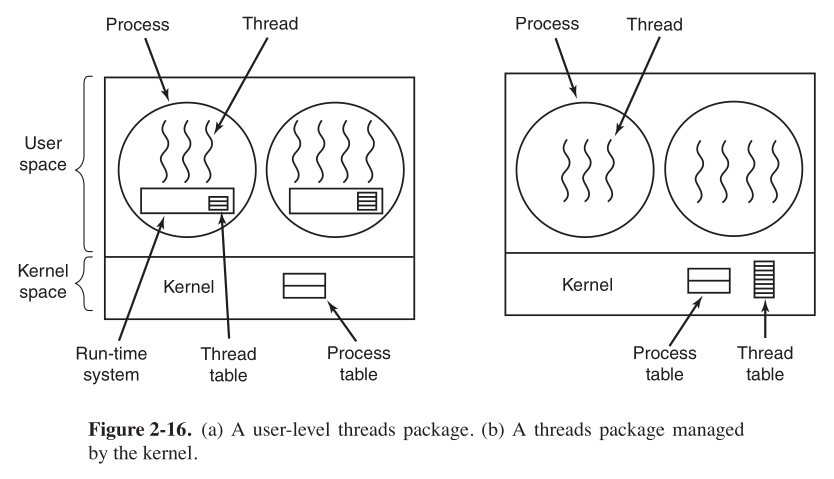 Process
Thread
Process
Thread
User
space
Kernel
space
Kernel
Kernel
Run-time
system
Thread
table
Process
table
Process
table
Thread
table
Figure 2-16. (a) A user-level threads package. (b) A threads package managed
by the kernel.